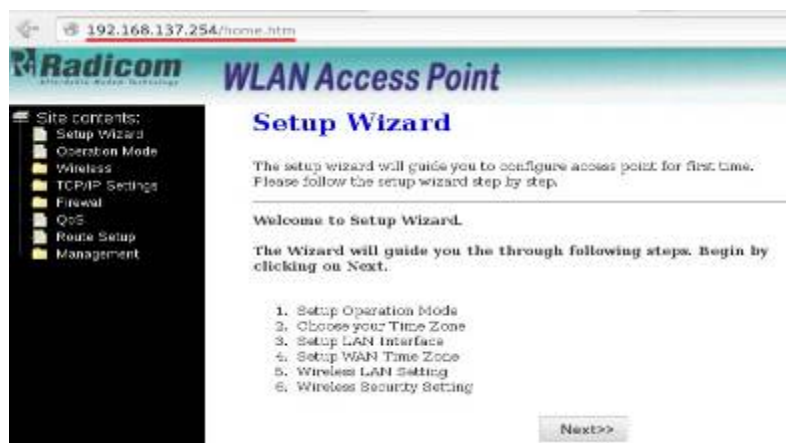 192.168.137.254/home.htm
Radicom
WLAN Access Point
Site contents:
Setup Wizard
Operation Mode
Wireless
TCP/IP Settings
Firewall
QoS
Route Setup
Management
Setup Wizard
The setup wizard will guide you to configure access point for first time.
Please follow the setup wizard step by step.
Welcome to Setup Wizard.
The Wizard will guide you the through following steps. Begin by
clicking on Next.
1. Setup Operation Mode
2. Choose your Time Zone
3. Setup LAN Interface
4. Setup WAN Time Zone
5. Wireless LAN Setting
6. Wireless Security Setting
Next>>